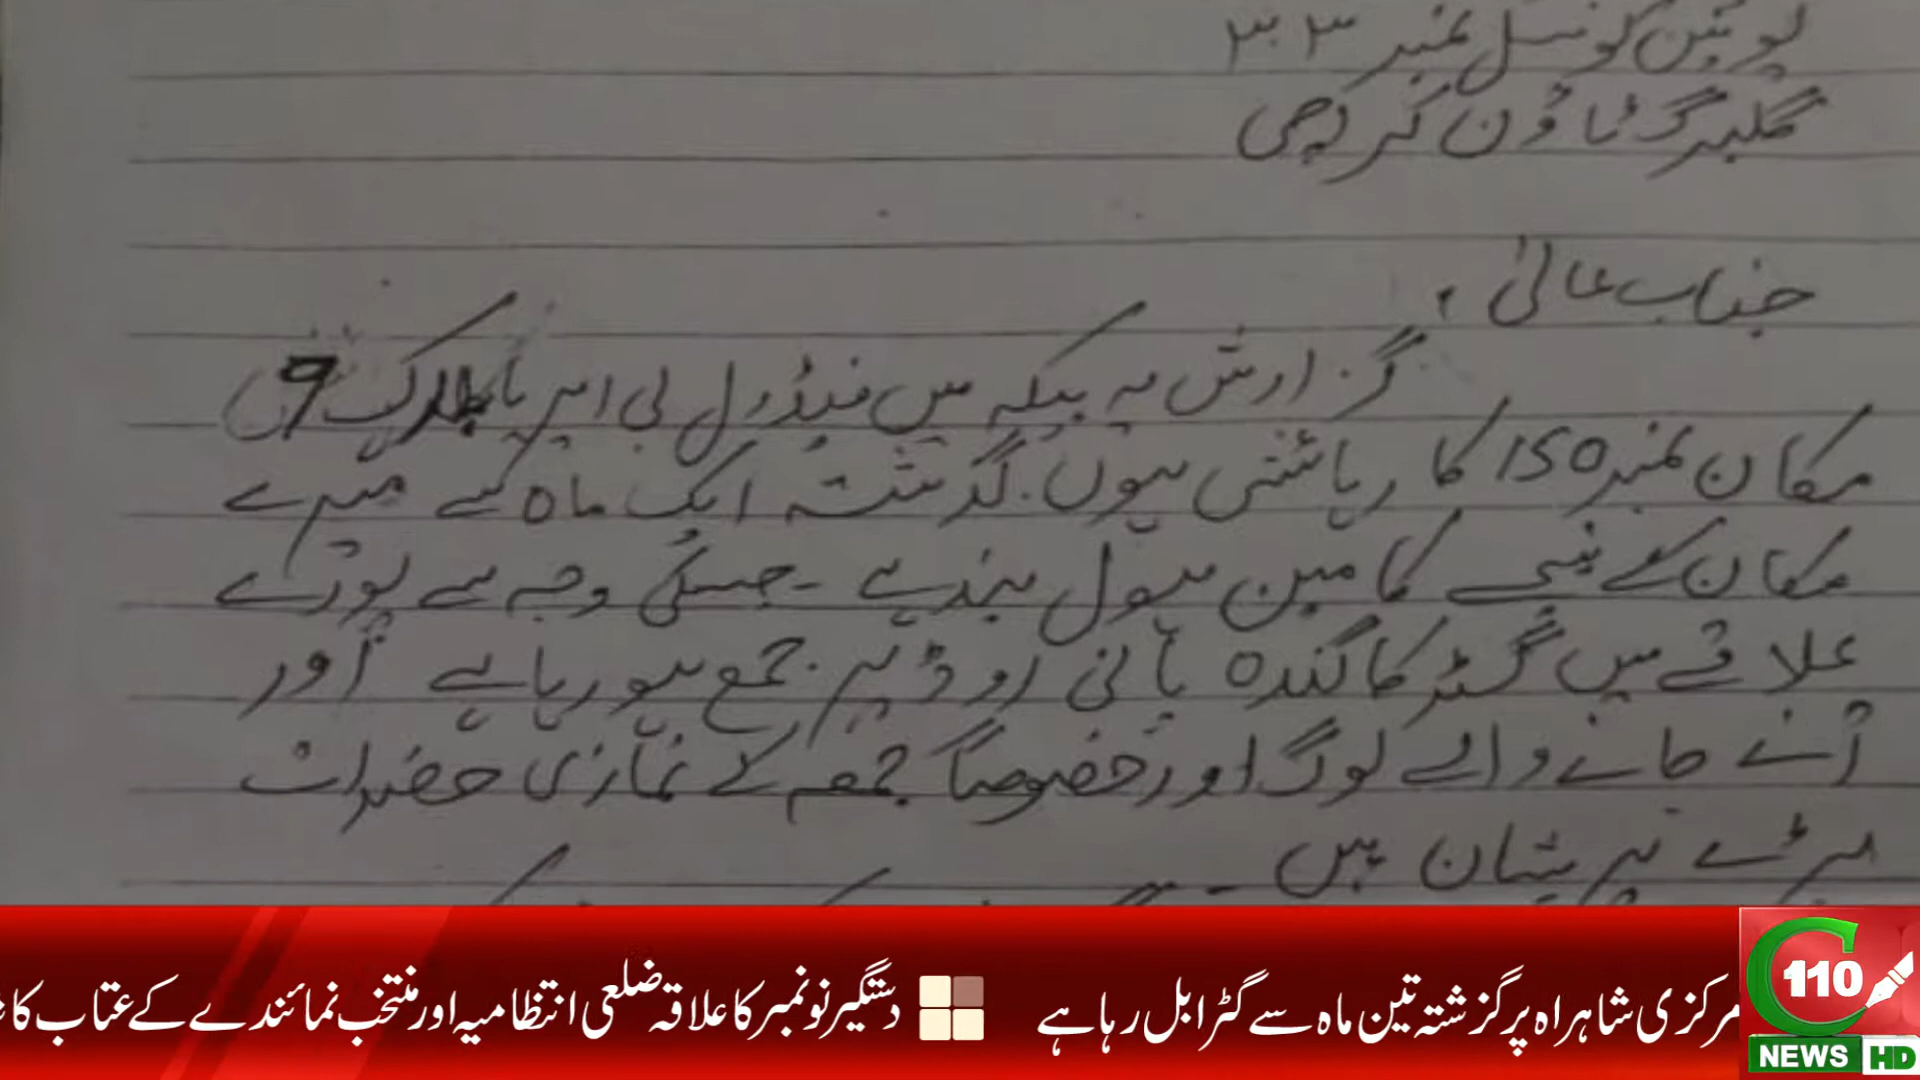 یونین کونسل نمبر ۳۳
گلبرگ ٹاؤن کراچی
جناب عالیٰ ،
گزارش یہ ہیکہ میں فیڈرل بی ایریا بلاک 9
مکان نمبر 150 کا رہائشی ہوں۔ گذشتہ ایک ماہ سے میرے
مکان کے نیچے کا مین ہول بند ہے ۔ جسکی وجہ سے پورے
علاقے میں گٹر کا گندہ پانی روڈ پر جمع ہو رہا ہے اور
آنے جانے والے لوگ اور خصوصاً جمعہ کے نمازی حضرات
بڑے پریشان ہیں ۔
مرکزی شاہراہ پر گزشتہ تین ماہ سے گٹر ابل رہا ہے
دستگیر نو نمبر کا علاقہ ضلعی انتظامیہ اور منتخب نمائندے کے عتاب کا
110
NEWS HD